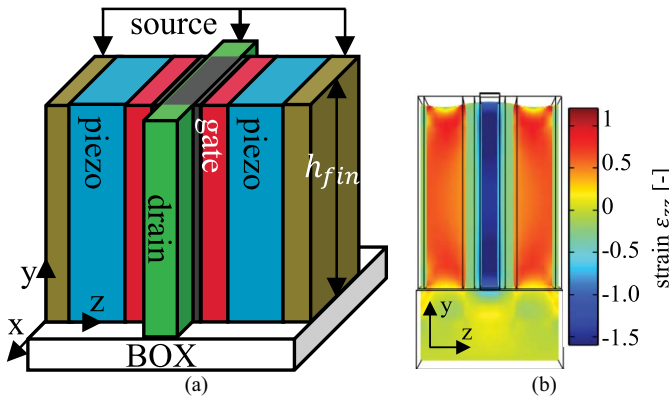 source
piezo
gate
piezo
drain
h_fin
y
z
x
BOX
(a)
1
0.5
0
-0.5
-1.0
-1.5
strain ε_zz [-]
y
z
(b)